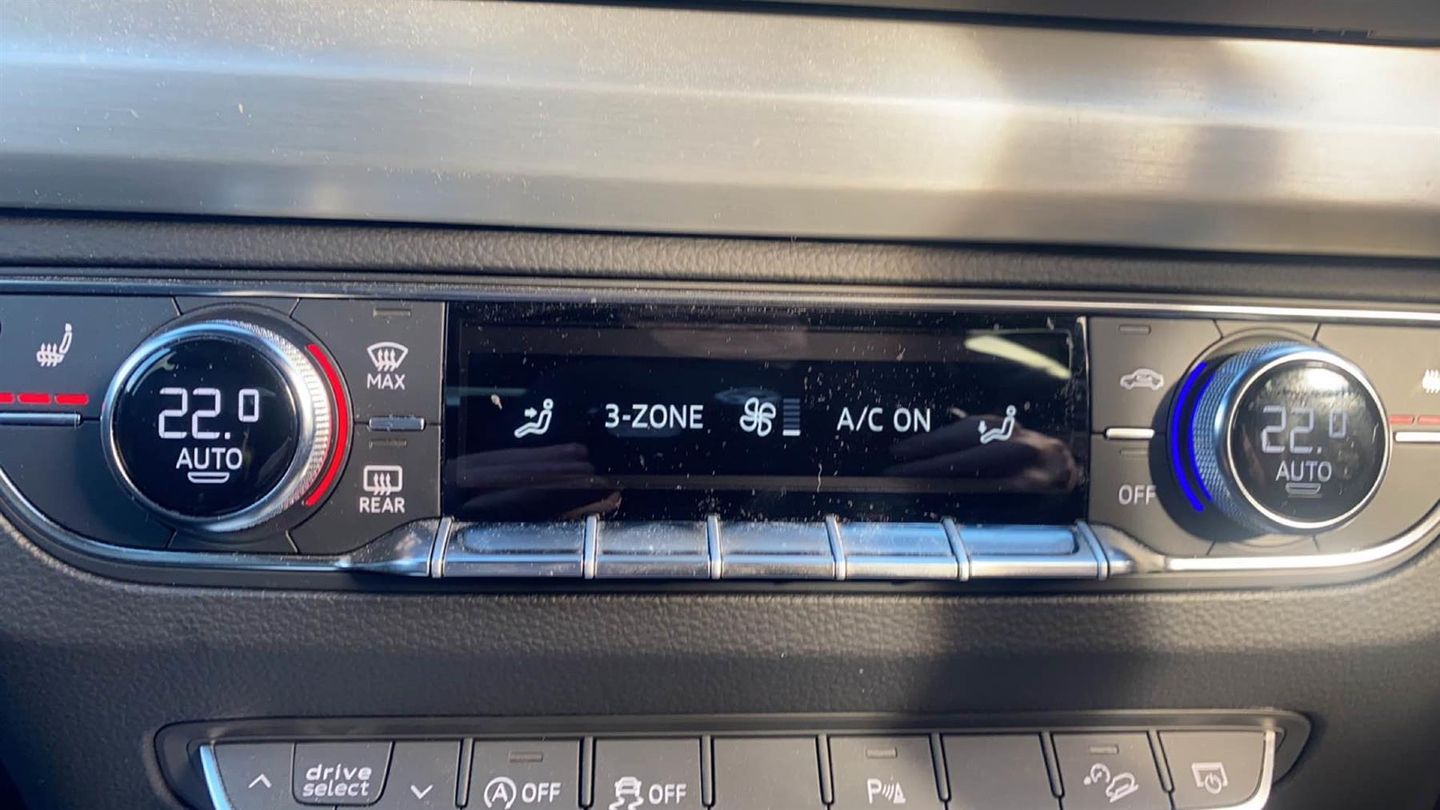 22.0
AUTO
MAX
REAR
3-ZONE
A/C ON
OFF
22.0
AUTO
drive
select
A OFF
OFF
P